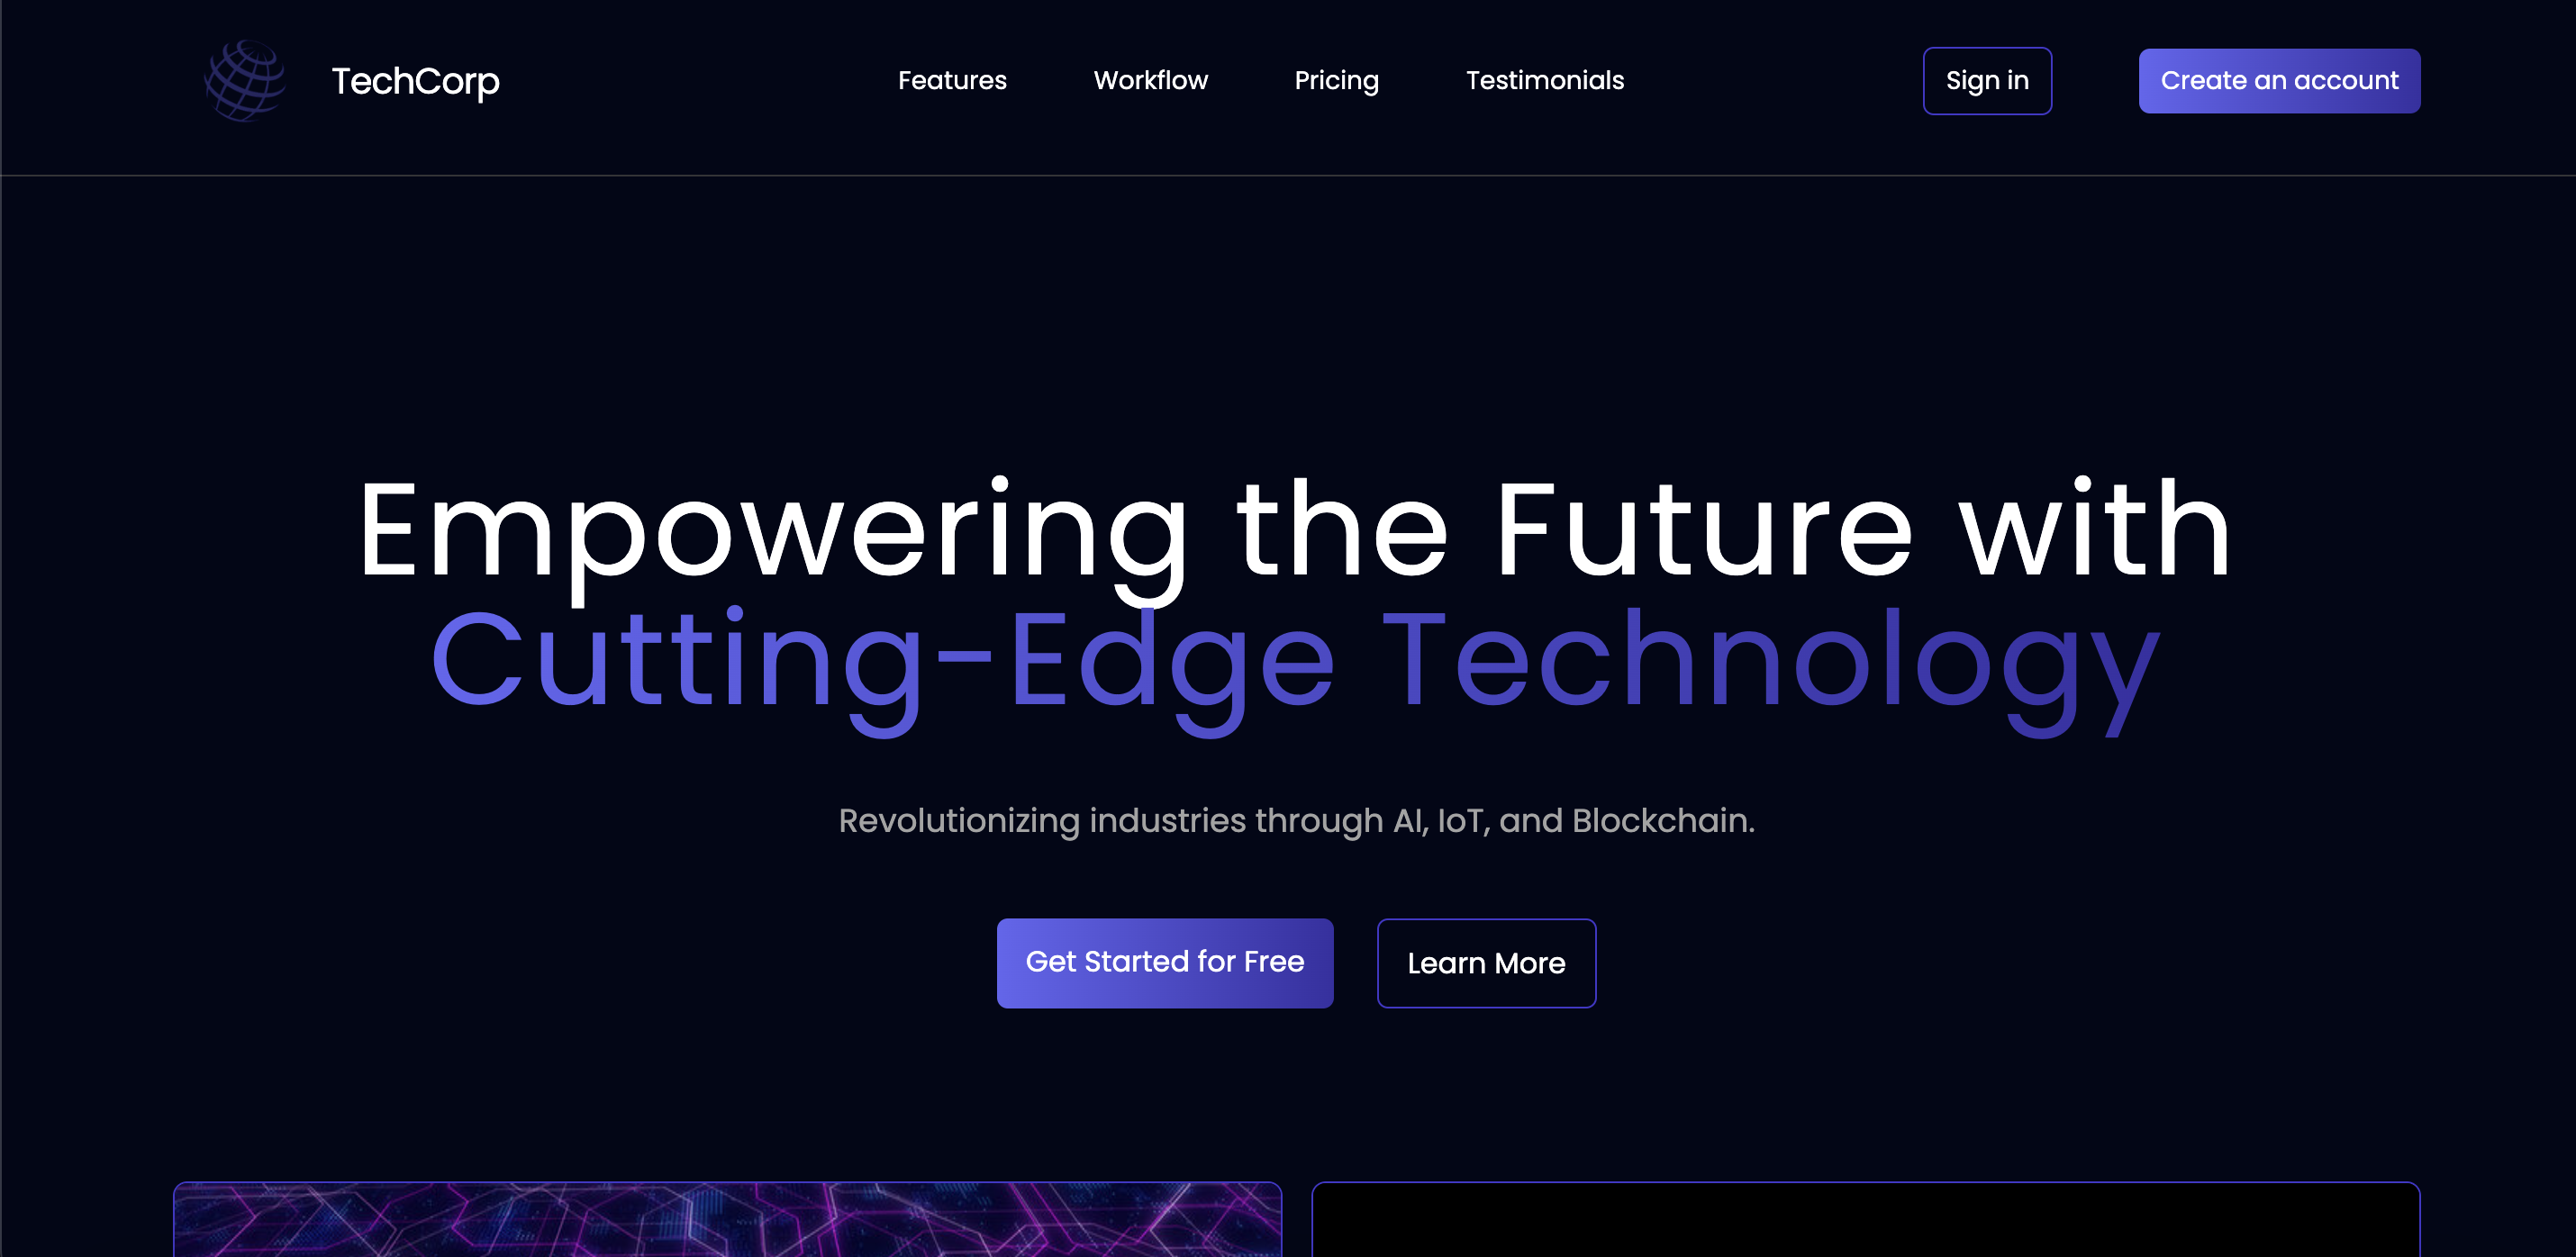 TechCorp
Features
Workflow
Pricing
Testimonials
Sign in
Create an account
Empowering the Future with
Cutting-Edge Technology
Revolutionizing industries through AI, IoT, and Blockchain.
Get Started for Free
Learn More